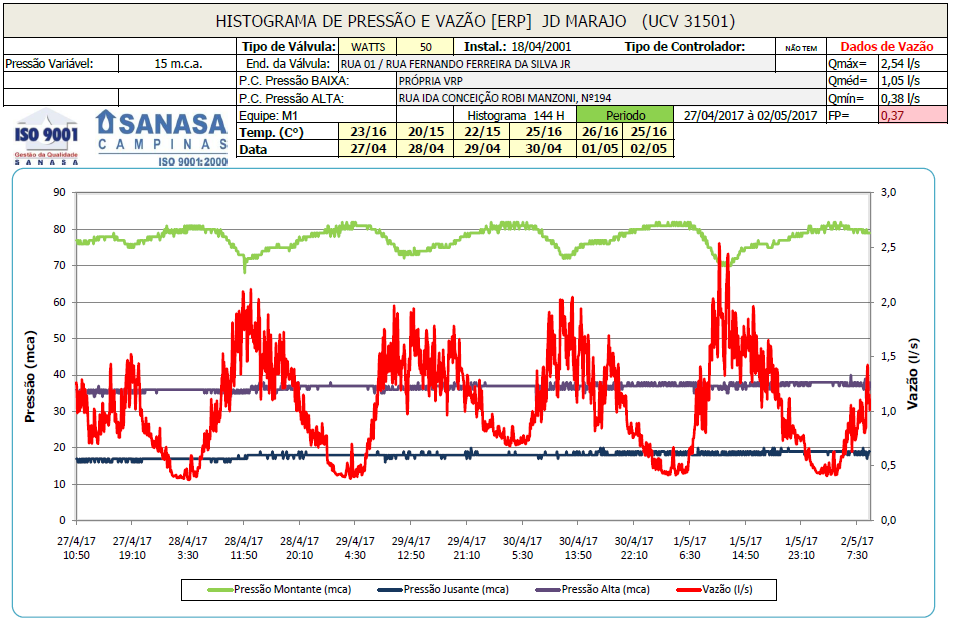 HISTOGRAMA DE PRESSÃO E VAZÃO [ERP] JD MARAJO (UCV 31501)
Tipo de Válvula: WATTS 50 Instal.: 18/04/2001 Tipo de Controlador: NÃO TEM Dados de Vazão
Pressão Variável: 15 m.c.a. End. da Válvula: RUA 01 / RUA FERNANDO FERREIRA DA SILVA JR Qmáx= 2,54 l/s
P.C. Pressão BAIXA: PRÓPRIA VRP Qméd= 1,05 l/s
P.C. Pressão ALTA: RUA IDA CONCEIÇÃO ROBI MANZONI, Nº194 Qmín= 0,38 l/s
Equipe: M1 Histograma 144 H Periodo 27/04/2017 à 02/05/2017 FP= 0,37
Temp. (Cº) 23/16 20/15 22/15 25/16 26/16 25/16
Data 27/04 28/04 29/04 30/04 01/05 02/05
ISO 9001
Gestão da Qualidade
SANASA
SANASA
CAMPINAS
ISO 9001:2000
90 3,0
80
2,5
70
60 2,0
50
1,5
40
30 1,0
20
0,5
10
0 0,0
Pressão (mca)
Vazão (l/s)
27/4/17 27/4/17 28/4/17 28/4/17 28/4/17 29/4/17 29/4/17 29/4/17 30/4/17 30/4/17 30/4/17 1/5/17 1/5/17 1/5/17 2/5/17
10:50 19:10 3:30 11:50 20:10 4:30 12:50 21:10 5:30 13:50 22:10 6:30 14:50 23:10 7:30
Pressão Montante (mca) Pressão Jusante (mca) Pressão Alta (mca) Vazão (l/s)